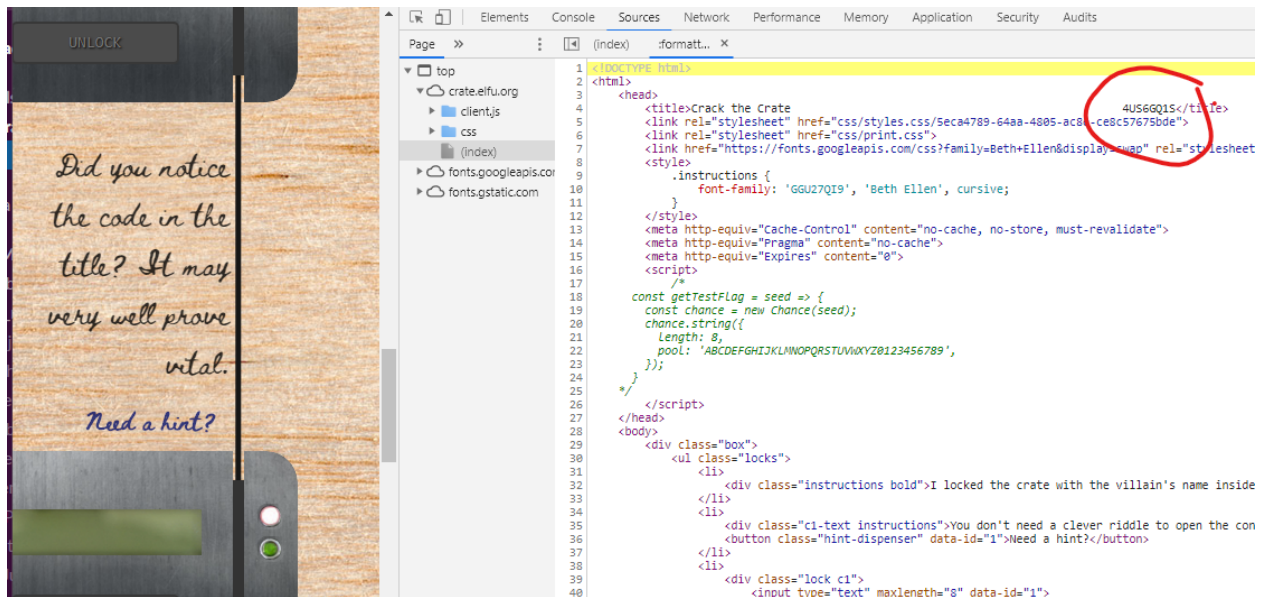 UNLOCK
Did you notice
the code in the
title? It may
very well prove
vital.
Need a hint?
Elements Console Sources Network Performance Memory Application Security Audits
Page » (index) :formatt... ×
top
crate.elfu.org
client.js
css
(index)
fonts.googleapis.co
fonts.gstatic.com
1 <!DOCTYPE html>
2 <html>
3 <head>
4 <title>Crack the Crate 4US6GQ1S</title>
5 <link rel="stylesheet" href="css/styles.css/5eca4789-64aa-4805- -ce8c57675bde">
6 <link rel="stylesheet" href="css/print.css">
7 <link href="https://fonts.googleapis.com/css?family=Beth+Ellen&display=swap" rel="stylesheet
8 <style>
9 .instructions {
10 font-family: 'GGU27QI9', 'Beth Ellen', cursive;
11 }
12 </style>
13 <meta http-equiv="Cache-Control" content="no-cache, no-store, must-revalidate">
14 <meta http-equiv="Pragma" content="no-cache">
15 <meta http-equiv="Expires" content="0">
16 <script>
17 /*
18 const getTestFlag = seed => {
19 const chance = new Chance(seed);
20 chance.string({
21 length: 8,
22 pool: 'ABCDEFGHIJKLMNOPQRSTUVWXYZ0123456789',
23 });
24 }
25 */
26 </script>
27 </head>
28 <body>
29 <div class="box">
30 <ul class="locks">
31 <li>
32 <div class="instructions bold">I locked the crate with the villain's name inside
33 </li>
34 <li>
35 <div class="c1-text instructions">You don't need a clever riddle to open the con
36 <button class="hint-dispenser" data-id="1">Need a hint?</button>
37 </li>
38 <li>
39 <div class="lock c1">
40 <input type="text" maxlength="8" data-id="1">